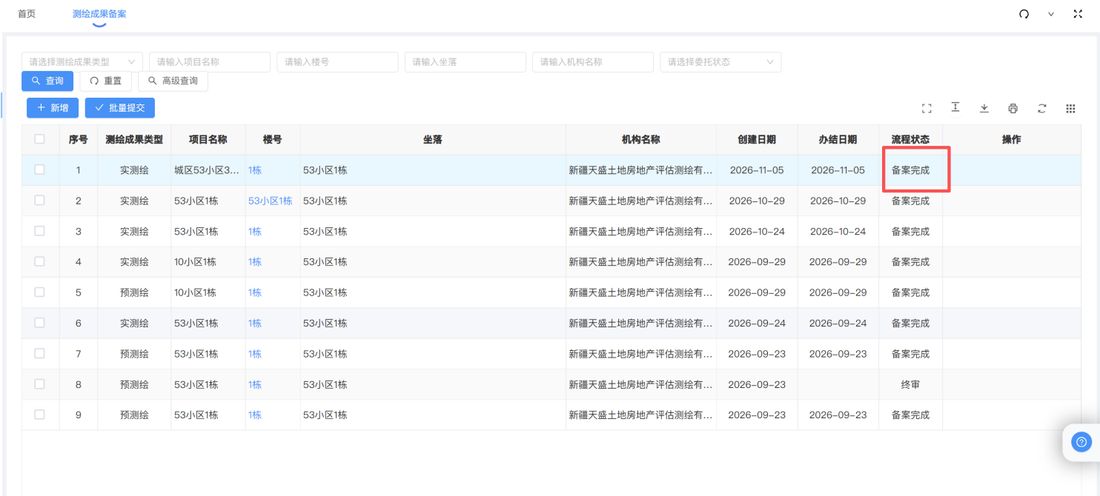 首页 测绘成果备案
请选择测绘成果类型 请输入项目名称 请输入楼号 请输入坐落 请输入机构名称 请选择委托状态
查询 重置 高级查询
新增 批量提交
序号 测绘成果类型 项目名称 楼号 坐落 机构名称 创建日期 办结日期 流程状态 操作
1 实测绘 城区53小区3... 1栋 53小区1栋 新疆天盛土地房地产评估测绘有... 2026-11-05 2026-11-05 备案完成
2 实测绘 53小区1栋 53小区1栋 53小区1栋 新疆天盛土地房地产评估测绘有... 2026-10-29 2026-10-29 备案完成
3 实测绘 53小区1栋 1栋 53小区1栋 新疆天盛土地房地产评估测绘有... 2026-10-24 2026-10-24 备案完成
4 实测绘 10小区1栋 1栋 53小区1栋 新疆天盛土地房地产评估测绘有... 2026-09-29 2026-09-29 备案完成
5 预测绘 10小区1栋 1栋 53小区1栋 新疆天盛土地房地产评估测绘有... 2026-09-29 2026-09-29 备案完成
6 实测绘 53小区1栋 1栋 53小区1栋 新疆天盛土地房地产评估测绘有... 2026-09-24 2026-09-24 备案完成
7 预测绘 53小区1栋 1栋 53小区1栋 新疆天盛土地房地产评估测绘有... 2026-09-23 2026-09-23 备案完成
8 预测绘 53小区1栋 1栋 53小区1栋 新疆天盛土地房地产评估测绘有... 2026-09-23 终审
9 预测绘 53小区1栋 1栋 53小区1栋 新疆天盛土地房地产评估测绘有... 2026-09-23 2026-09-23 备案完成